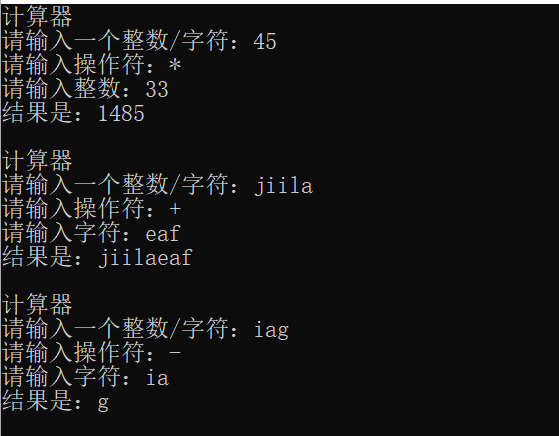 计算器
请输入一个整数/字符：45
请输入操作符：*
请输入整数：33
结果是：1485
计算器
请输入一个整数/字符：jiila
请输入操作符：+
请输入字符：eaf
结果是：jiilaeaf
计算器
请输入一个整数/字符：iag
请输入操作符：-
请输入字符：ia
结果是：g